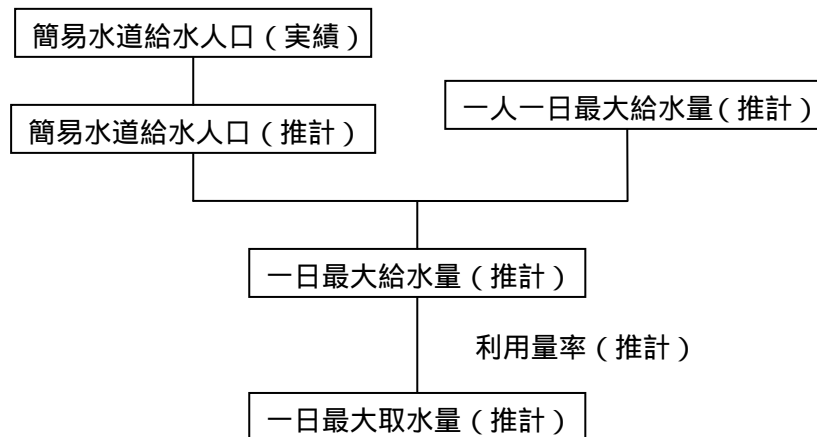 簡易水道給水人口(実績)
一人一日最大給水量(推計)
簡易水道給水人口(推計)
一日最大給水量(推計)
利用量率(推計)
一日最大取水量(推計)